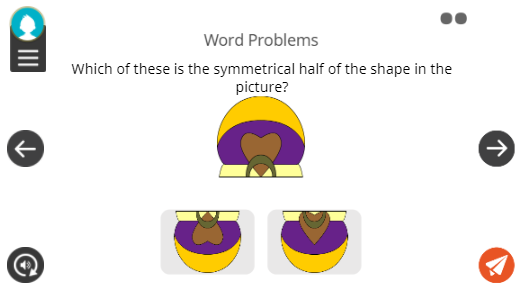 Word Problems
Which of these is the symmetrical half of the shape in the
picture?